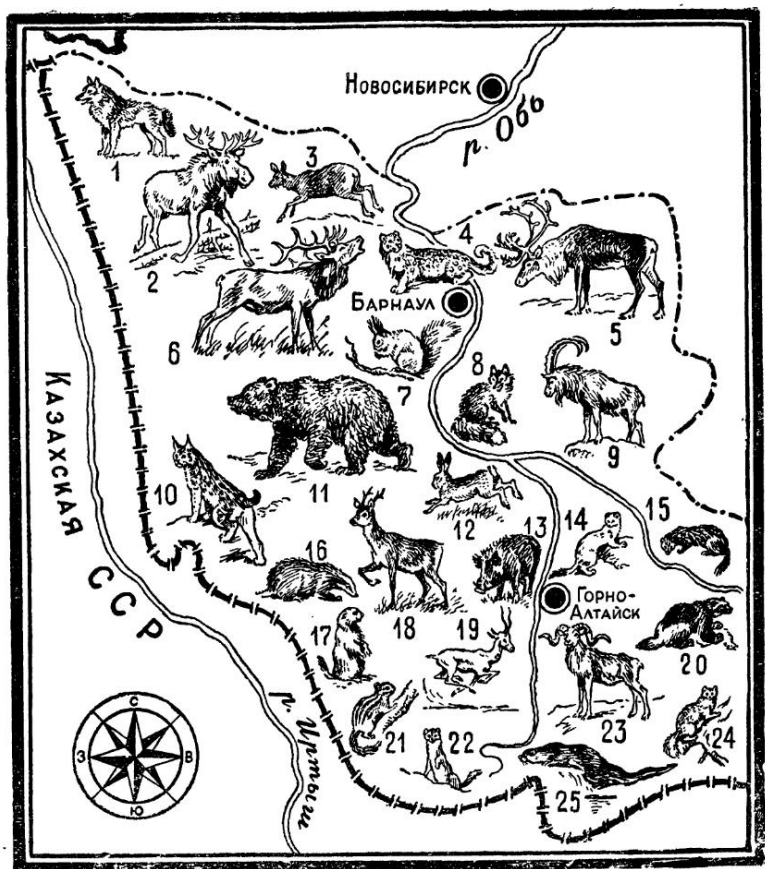 Новосибирск
р. Обь
1
3
2
4
5
Барнаул
6
7
8
9
Казахская
ССР
10
11
12
13
14
15
16
17
18
19
Горно-
Алтайск
20
р. Иртыш
21
22
23
24
25
С
З
В
Ю